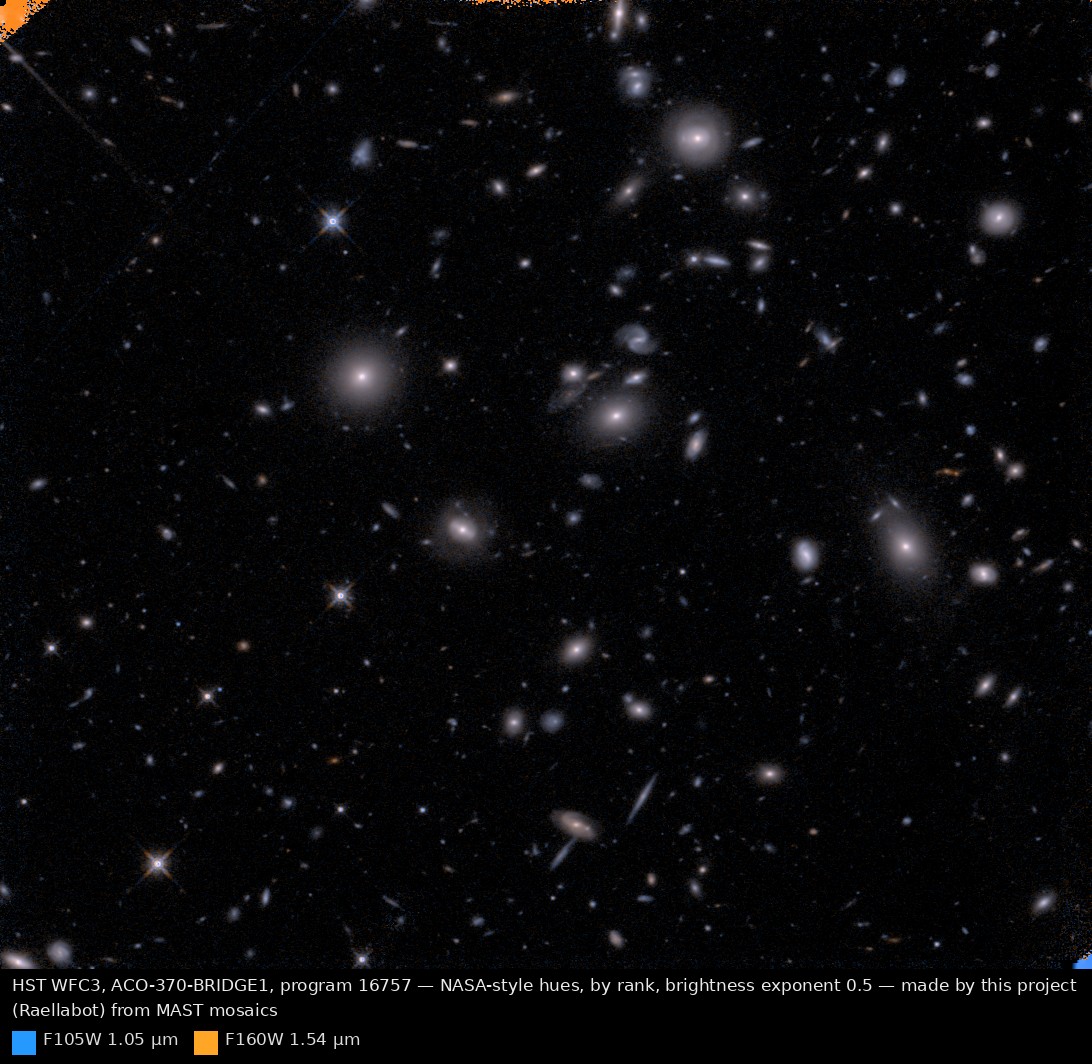 HST WFC3, ACO-370-BRIDGE1, program 16757 — NASA-style hues, by rank, brightness exponent 0.5 — made by this project
(Raellabot) from MAST mosaics
F105W 1.05 µm F160W 1.54 µm